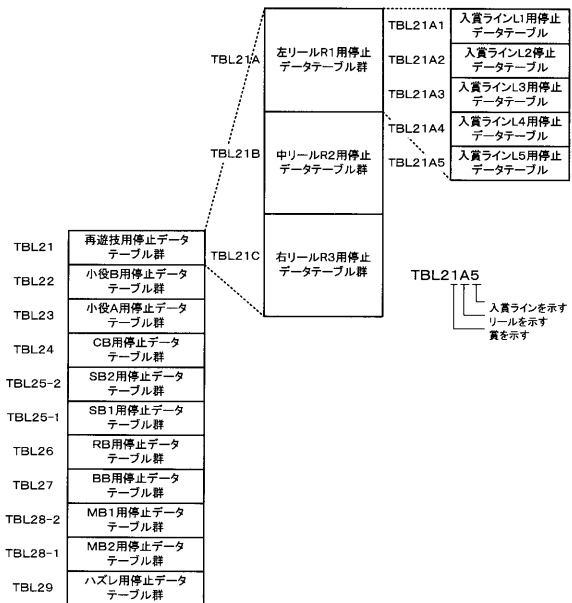 TBL21
再遊技用停止データ
テーブル群
TBL22
小役B用停止データ
テーブル群
TBL23
小役A用停止データ
テーブル群
TBL24
CB用停止データ
テーブル群
TBL25-2
SB2用停止データ
テーブル群
TBL25-1
SB1用停止データ
テーブル群
TBL26
RB用停止データ
テーブル群
TBL27
BB用停止データ
テーブル群
TBL28-2
MB1用停止データ
テーブル群
TBL28-1
MB2用停止データ
テーブル群
TBL29
ハズレ用停止データ
テーブル群
TBL21A
左リールR1用停止
データテーブル群
TBL21B
中リールR2用停止
データテーブル群
TBL21C
右リールR3用停止
データテーブル群
TBL21A1
入賞ラインL1用停止
データテーブル
TBL21A2
入賞ラインL2停止
データテーブル
TBL21A3
入賞ラインL3用停止
データテーブル
TBL21A4
入賞ラインL4用停止
データテーブル
TBL21A5
入賞ラインL5用停止
データテーブル
TBL21A5
入賞ラインを示す
リールを示す
賞を示す